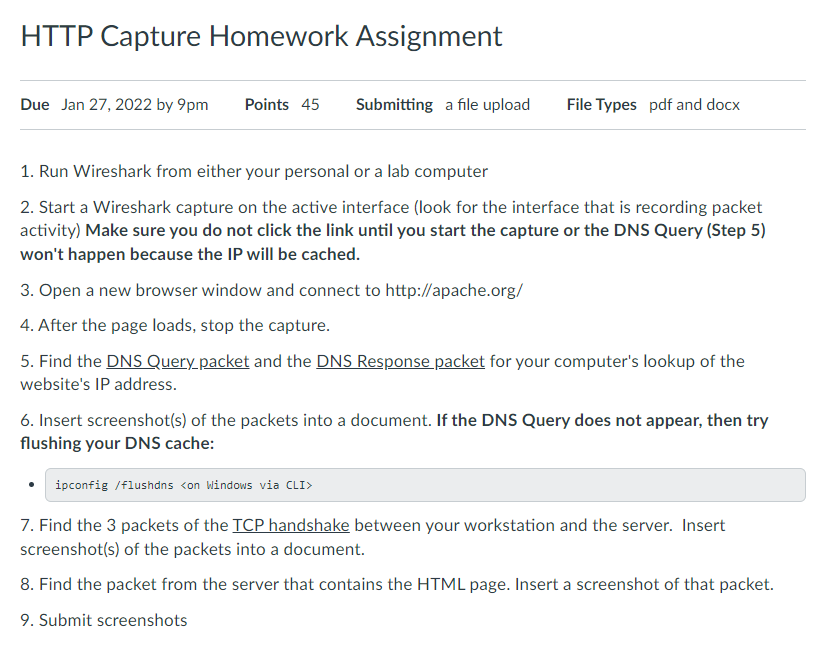 HTTP Capture Homework Assignment
Due Jan 27, 2022 by 9pm Points 45 Submitting a file upload File Types pdf and docx
1. Run Wireshark from either your personal or a lab computer
2. Start a Wireshark capture on the active interface (look for the interface that is recording packet
activity) Make sure you do not click the link until you start the capture or the DNS Query (Step 5)
won't happen because the IP will be cached.
3. Open a new browser window and connect to http://apache.org/
4. After the page loads, stop the capture.
5. Find the DNS Query packet and the DNS Response packet for your computer's lookup of the
website's IP address.
6. Insert screenshot(s) of the packets into a document. If the DNS Query does not appear, then try
flushing your DNS cache:
• ipconfig /flushdns <on Windows via CLI>
7. Find the 3 packets of the TCP handshake between your workstation and the server. Insert
screenshot(s) of the packets into a document.
8. Find the packet from the server that contains the HTML page. Insert a screenshot of that packet.
9. Submit screenshots